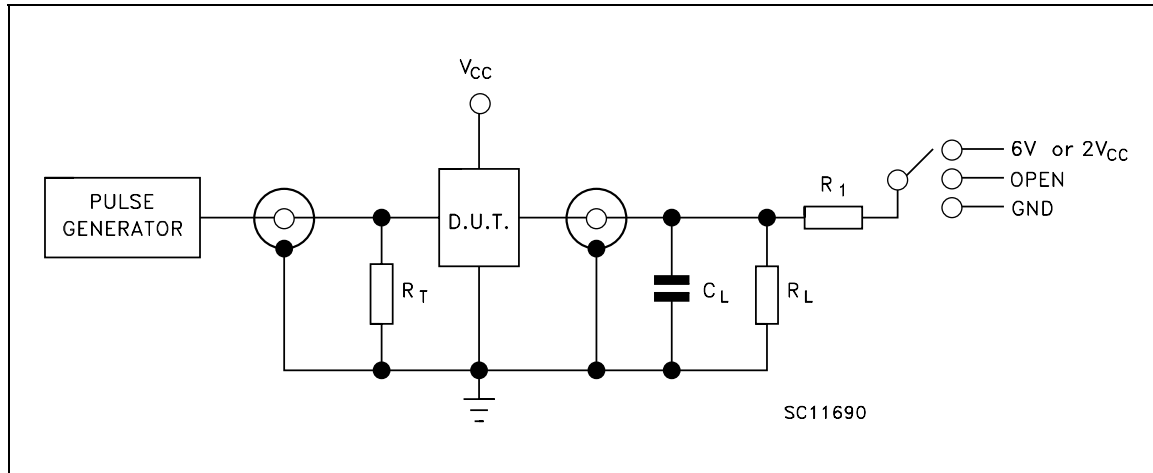 VCC
PULSE
GENERATOR
D.U.T.
RT
CL
RL
R1
6V or 2VCC
OPEN
GND
SC11690